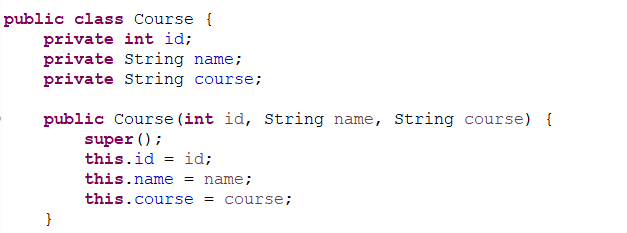 public class Course {
    private int id;
    private String name;
    private String course;

    public Course(int id, String name, String course) {
        super();
        this.id = id;
        this.name = name;
        this.course = course;
    }